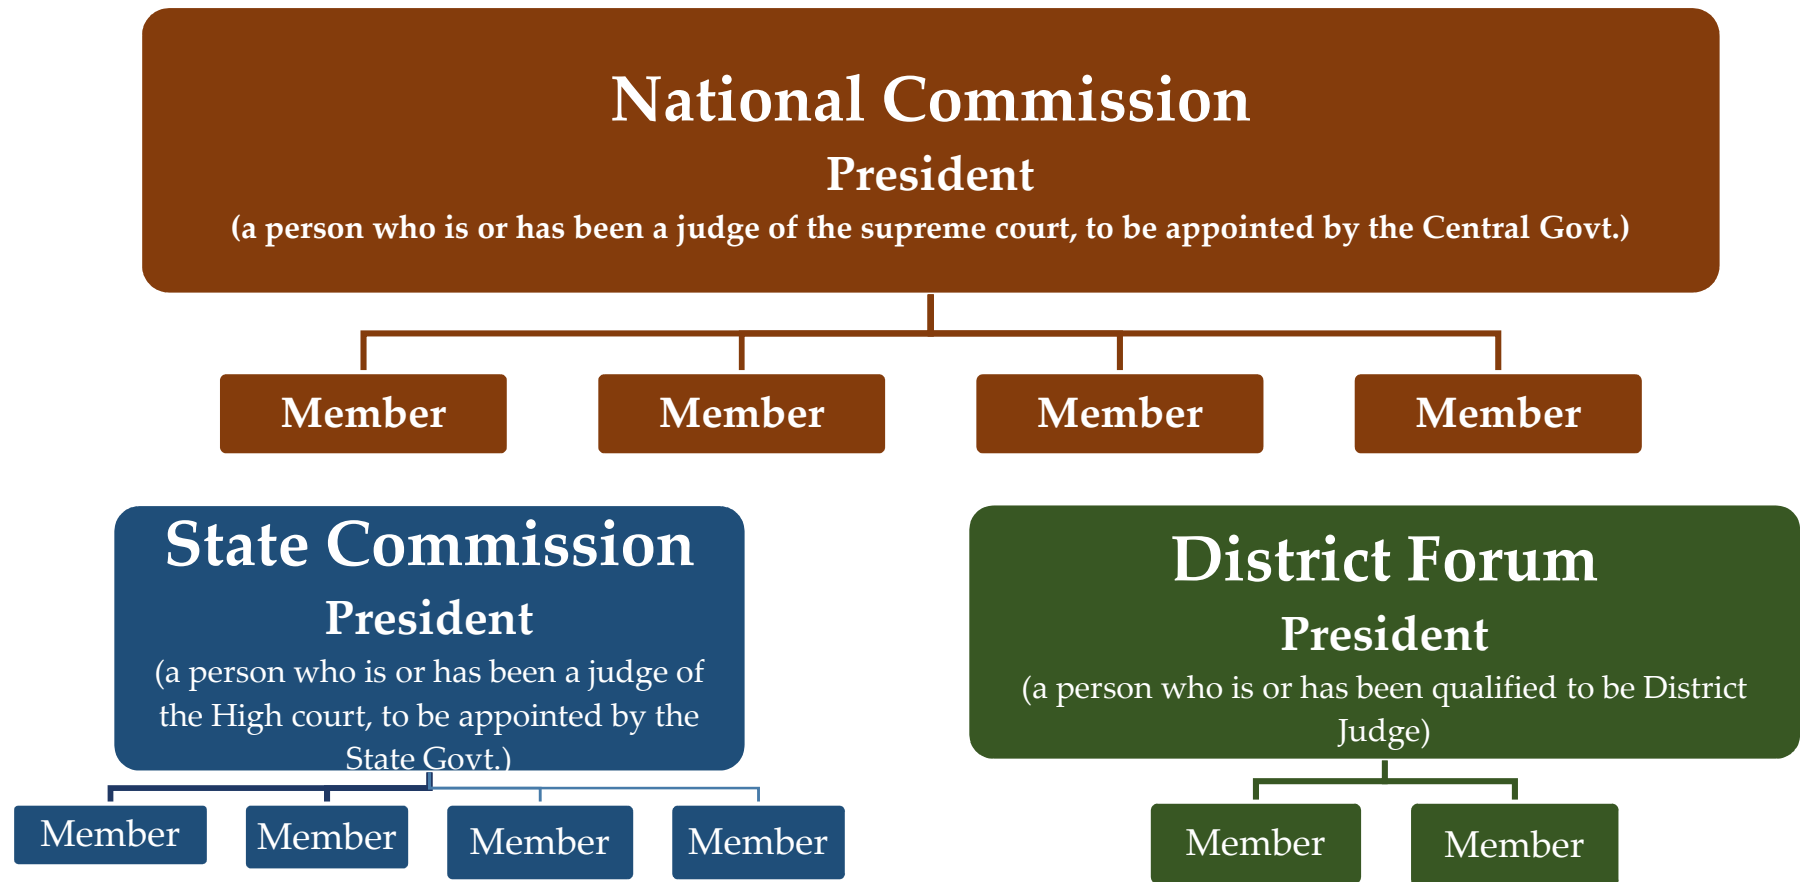 National Commission
President
(a person who is or has been a judge of the supreme court, to be appointed by the Central Govt.)
Member
Member
Member
Member
State Commission
President
(a person who is or has been a judge of
the High court, to be appointed by the
State Govt.)
Member
Member
Member
Member
District Forum
President
(a person who is or has been qualified to be District
Judge)
Member
Member